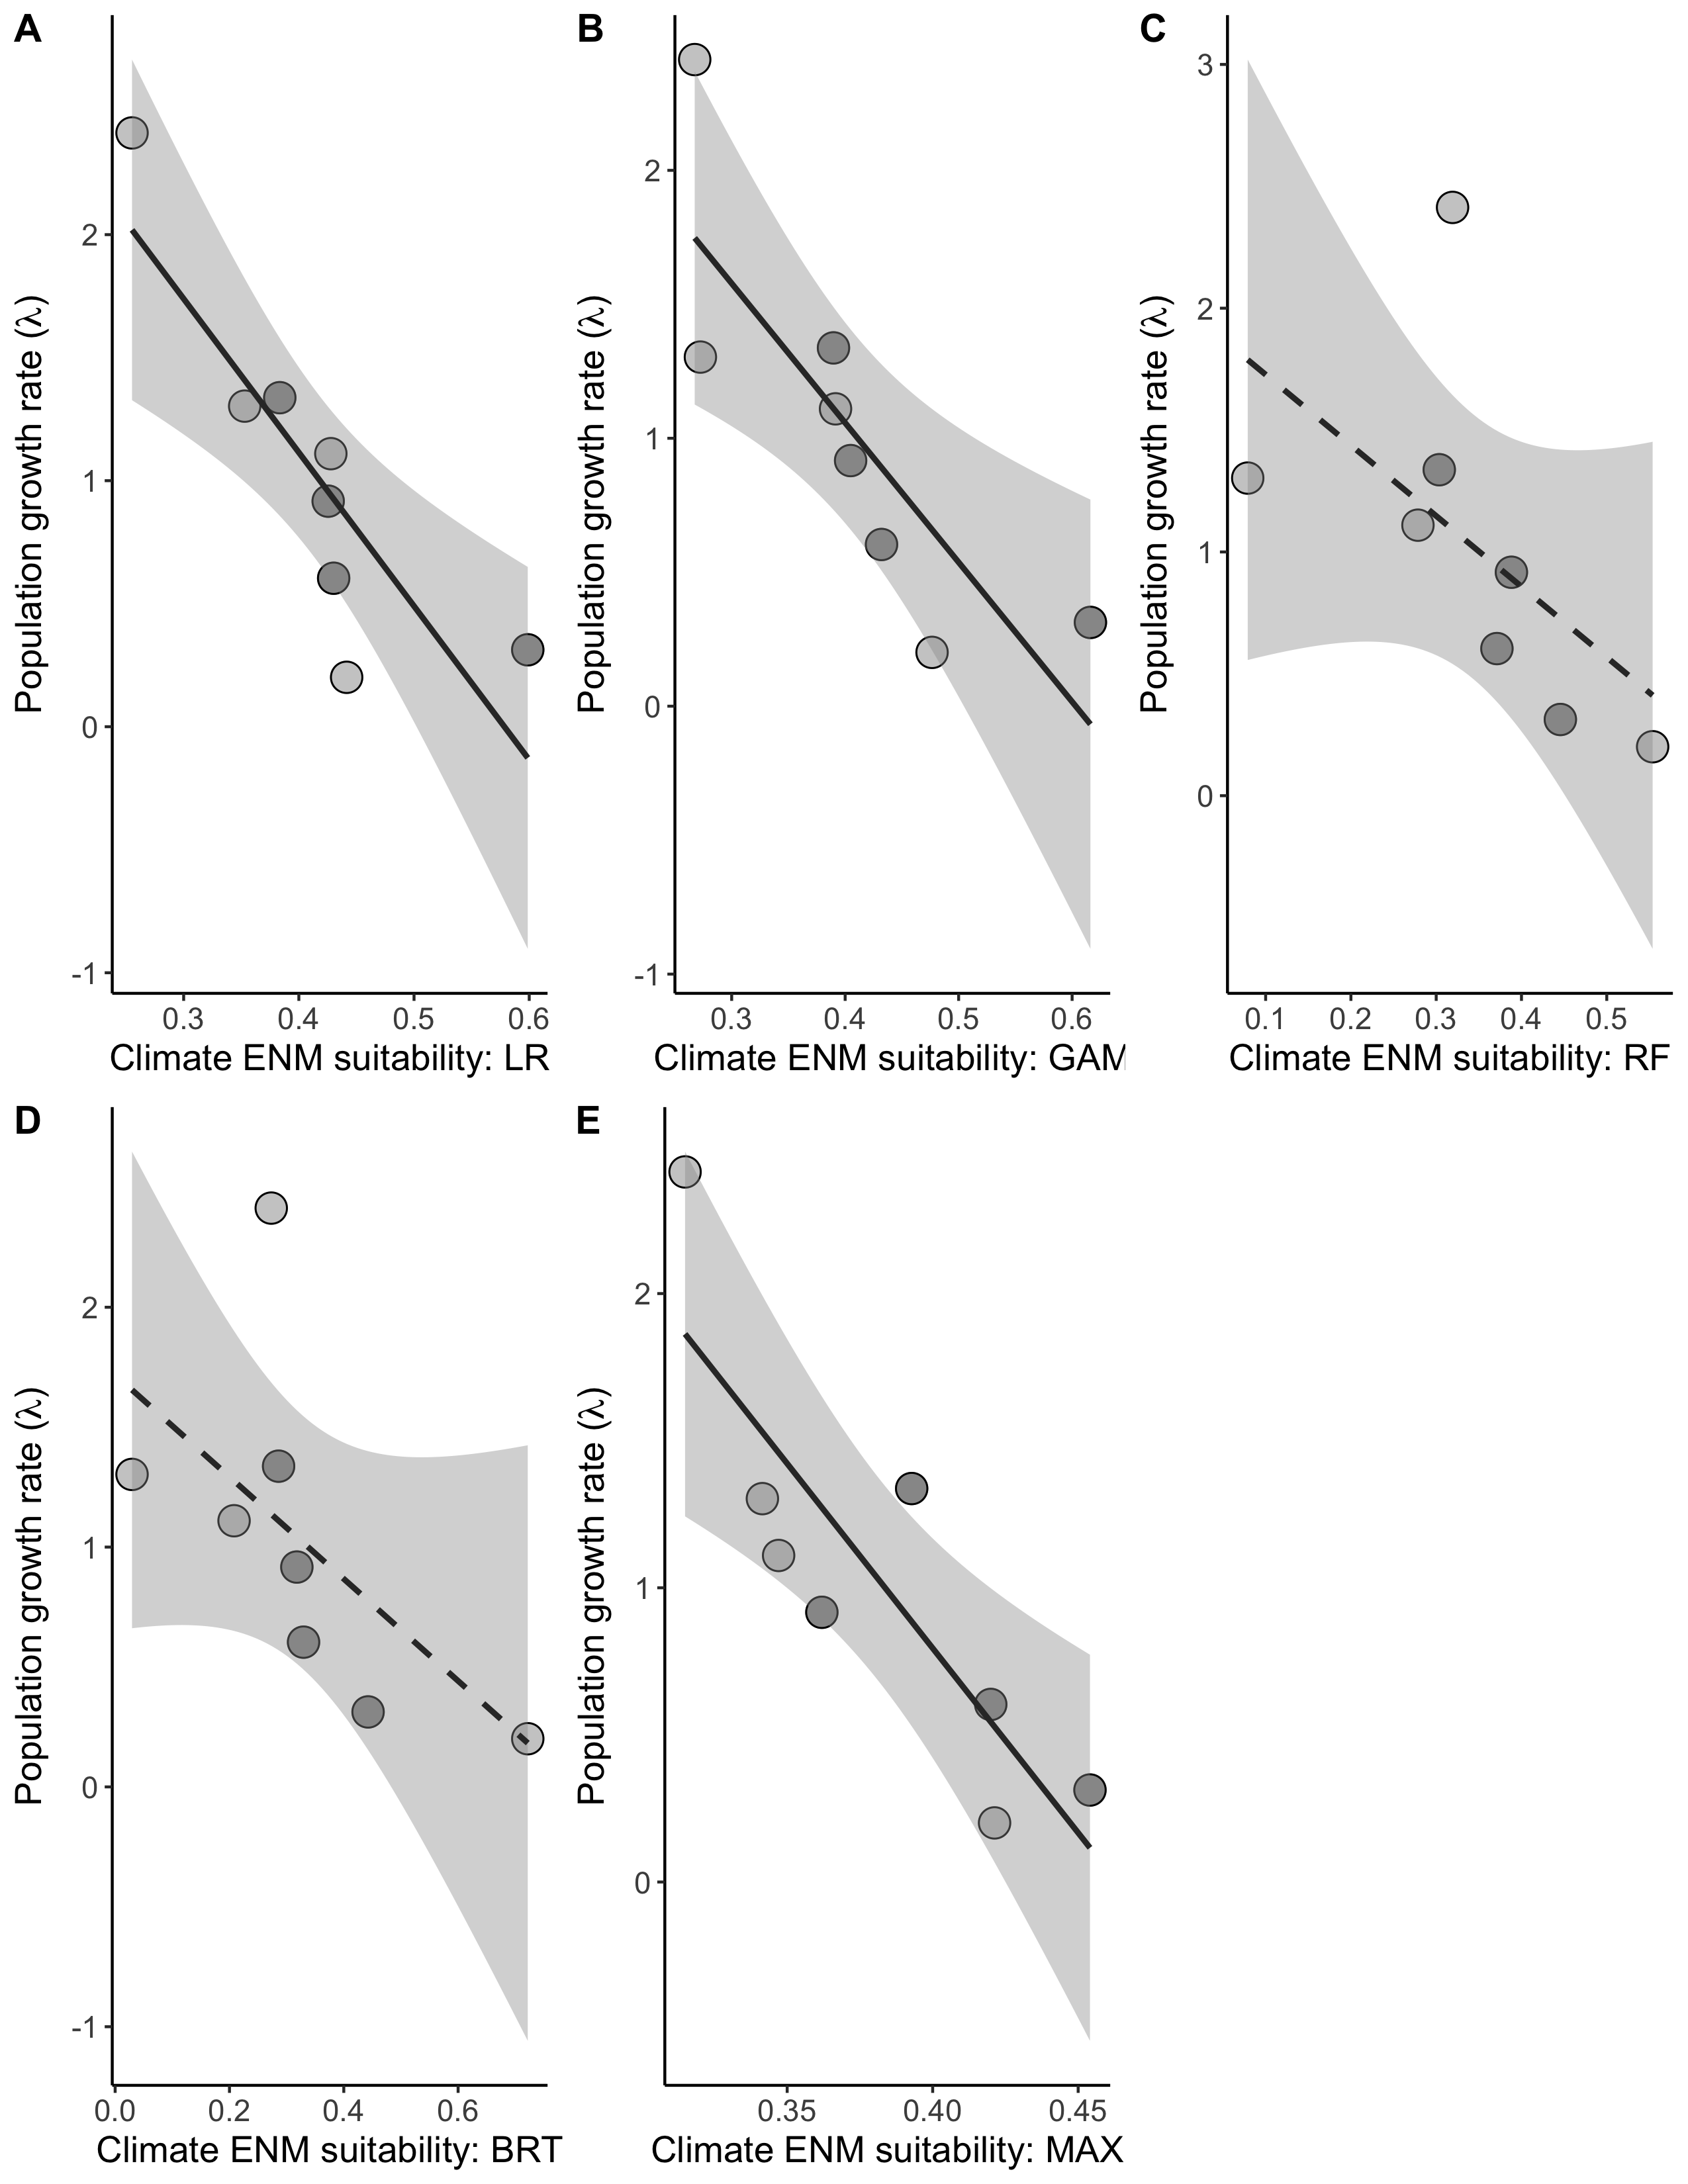 A
B
C
Population growth rate (λ)
2
1
0
-1
0.3 0.4 0.5 0.6
Climate ENM suitability: LR
Population growth rate (λ)
2
1
0
-1
0.3 0.4 0.5 0.6
Climate ENM suitability: GAM
Population growth rate (λ)
3
2
1
0
0.1 0.2 0.3 0.4 0.5
Climate ENM suitability: RF
D
E
Population growth rate (λ)
2
1
0
-1
0.0 0.2 0.4 0.6
Climate ENM suitability: BRT
Population growth rate (λ)
2
1
0
0.35 0.40 0.45
Climate ENM suitability: MAX